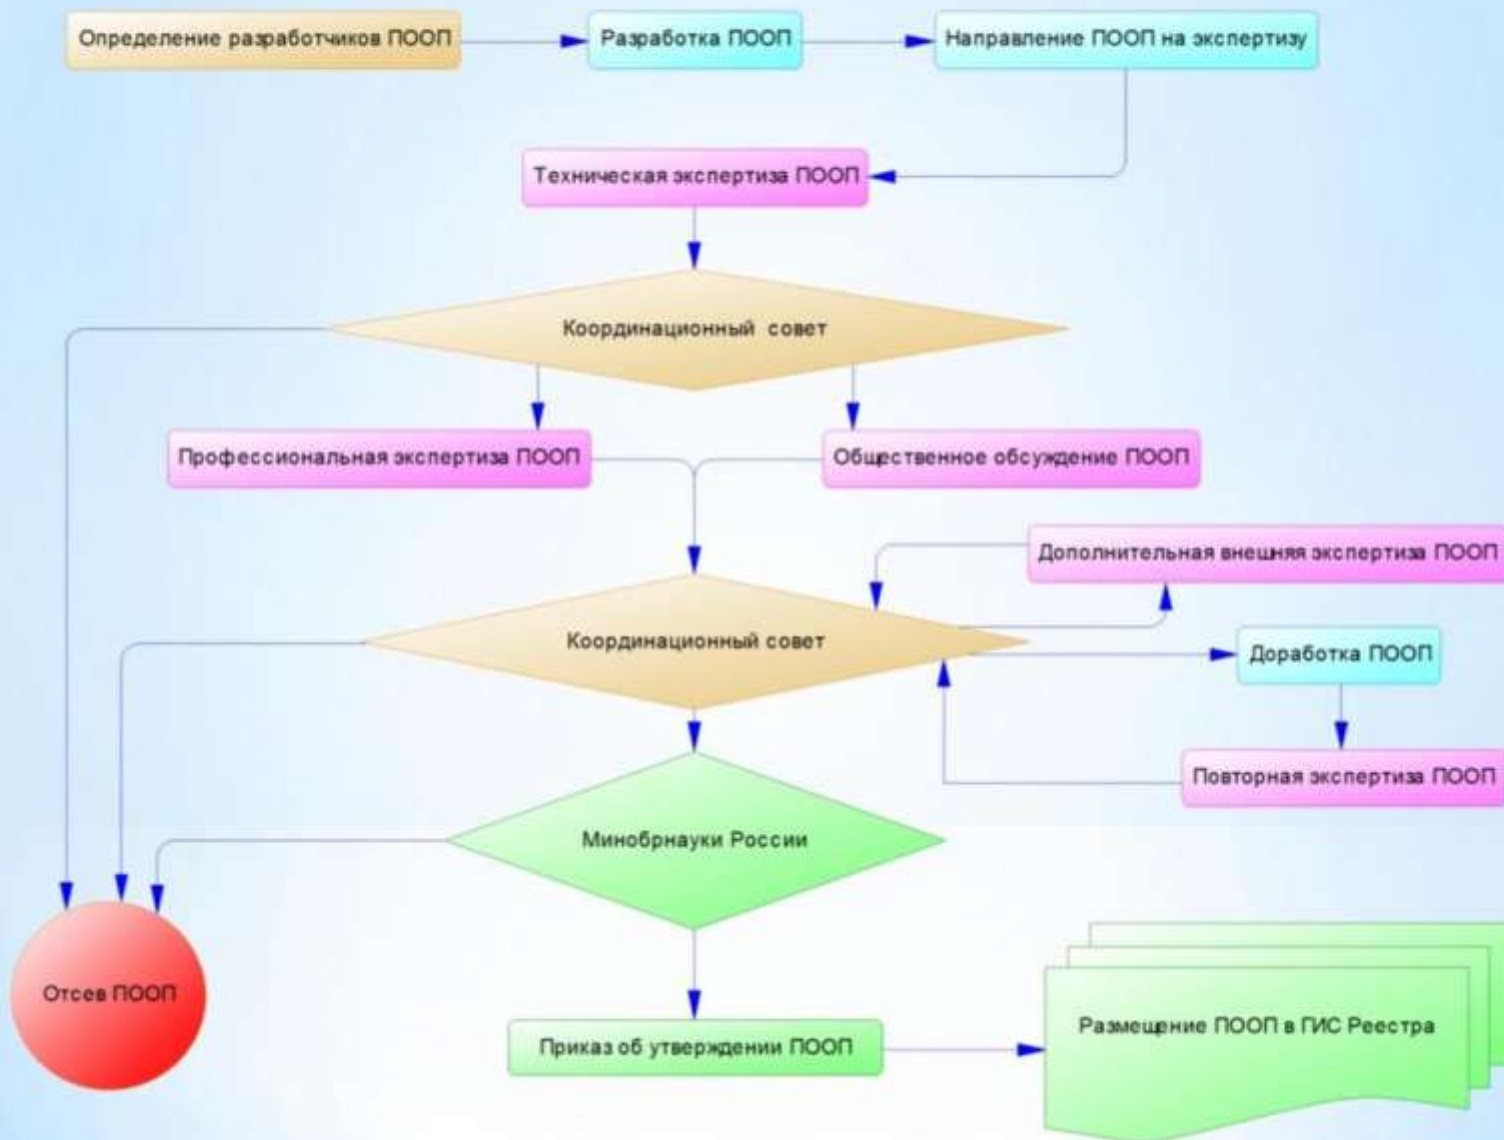 Определение разработчиков ПООП
Разработка ПООП
Направление ПООП на экспертизу
Техническая экспертиза ПООП
Координационный совет
Профессиональная экспертиза ПООП
Общественное обсуждение ПООП
Дополнительная внешняя экспертиза ПООП
Координационный совет
Доработка ПООП
Повторная экспертиза ПООП
Минобрнауки России
Отсев ПООП
Размещение ПООП в ГИС Реестра
Приказ об утверждении ПООП